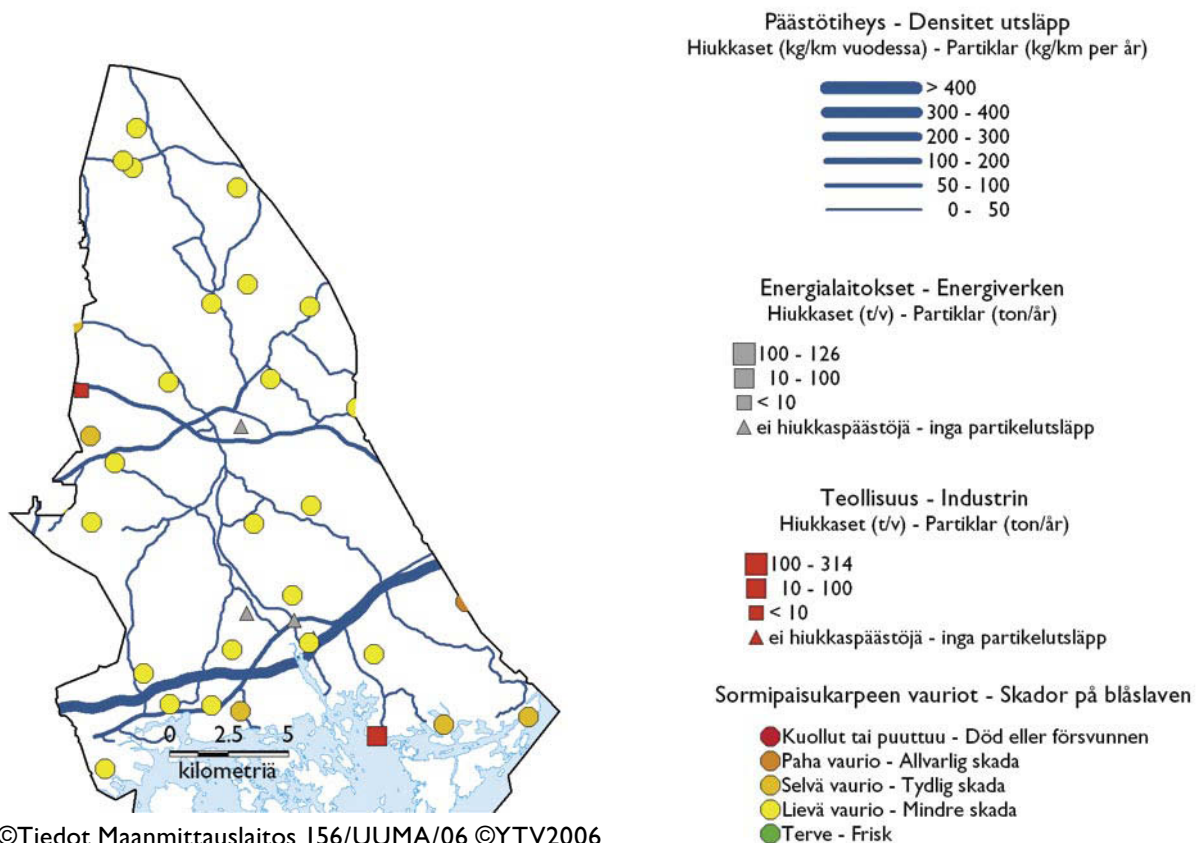 Päästötiheys - Densitet utsläpp
Hiukkaset (kg/km vuodessa) - Partiklar (kg/km per år)
> 400
300 - 400
200 - 300
100 - 200
50 - 100
0 - 50
Energialaitokset - Energiverken
Hiukkaset (t/v) - Partiklar (ton/år)
100 - 126
10 - 100
< 10
ei hiukkaspäästöjä - inga partikelutsläpp
Teollisuus - Industrin
Hiukkaset (t/v) - Partiklar (ton/år)
100 - 314
10 - 100
< 10
ei hiukkaspäästöjä - inga partikelutsläpp
Sormipaisukarpeen vauriot - Skador på blåslaven
Kuollut tai puuttuu - Död eller försvunnen
Paha vaurio - Allvarlig skada
Selvä vaurio - Tydlig skada
Lievä vaurio - Mindre skada
Terve - Frisk
0 2.5 5
kilometriä
©Tiedot Maanmittauslaitos 156/UUMA/06 ©YTV2006